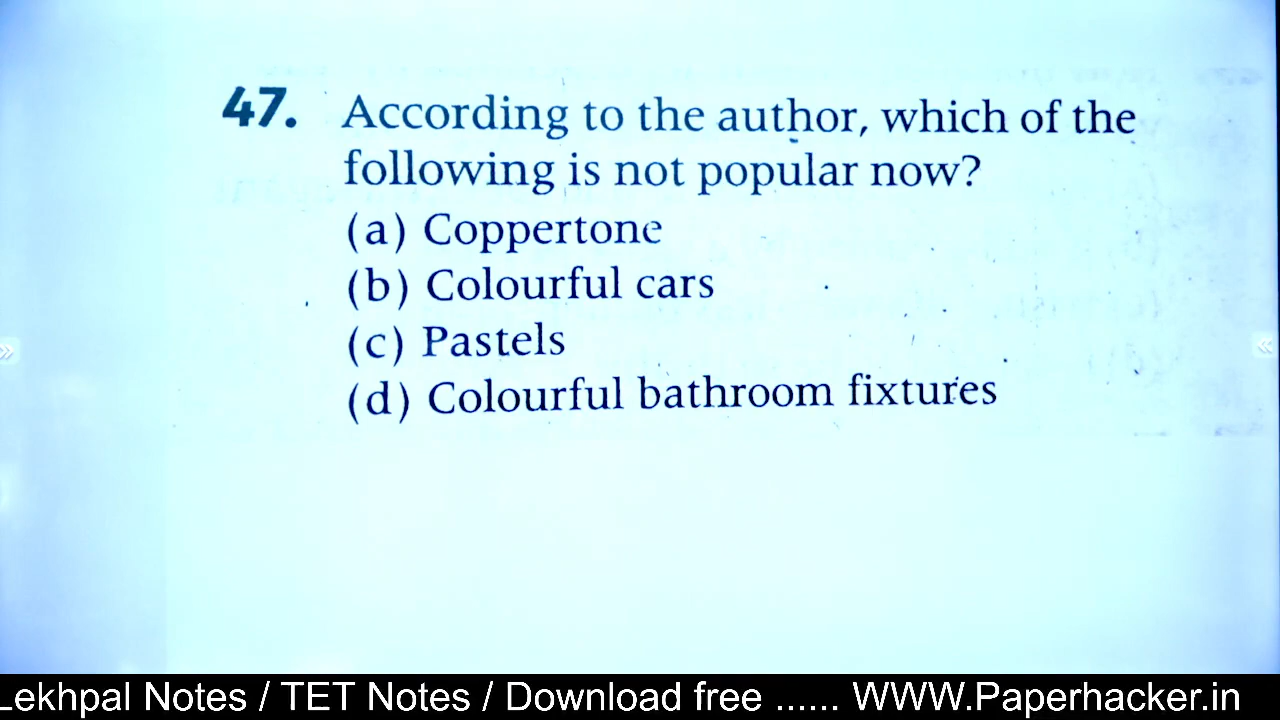 47. According to the author, which of the
following is not popular now?
(a) Coppertone
(b) Colourful cars
(c) Pastels
(d) Colourful bathroom fixtures
Lekhpal Notes / TET Notes / Download free ...... WWW.Paperhacker.in